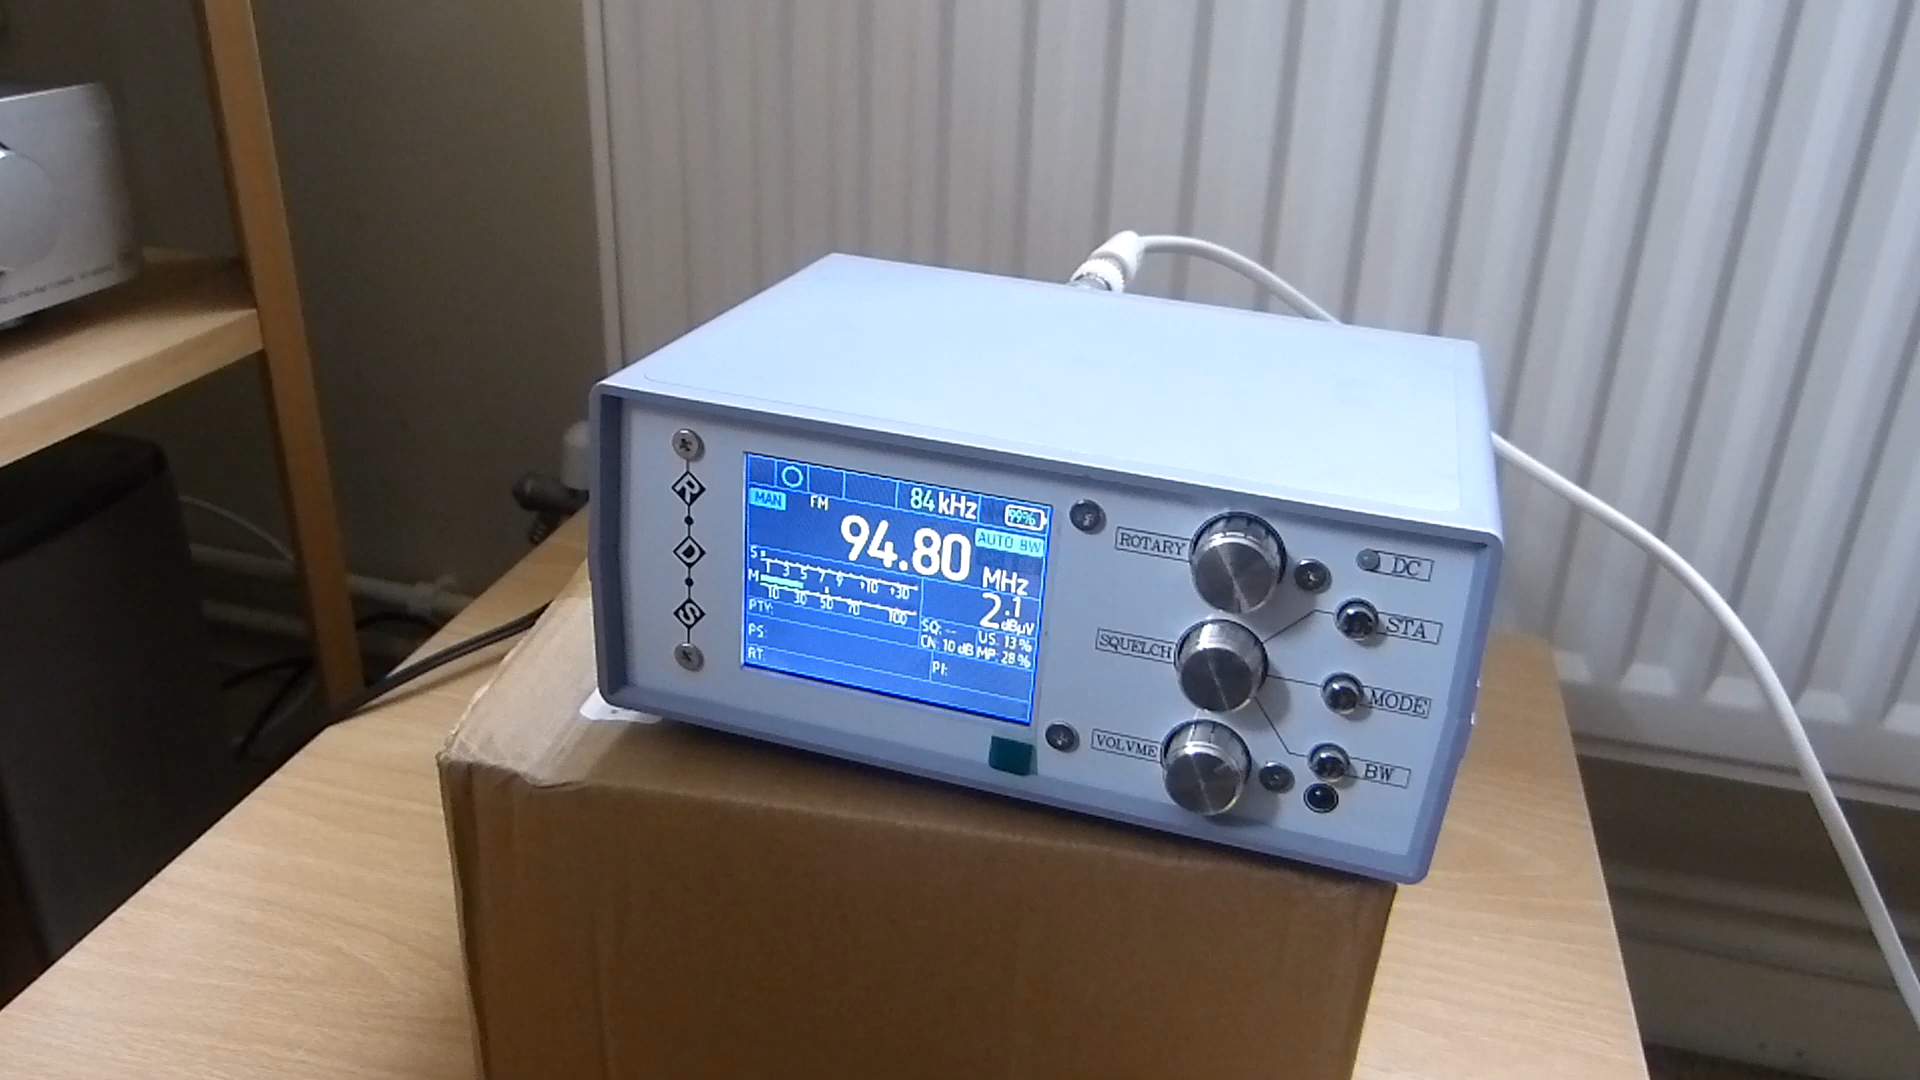 R
D
S
84 kHz
99%
MAN
FM
94.80
AUTO BW
MHz
S
1 3 5 7 9 +10 +30
M
10 30 50 70 100
2.1
dBµV
SQ: --
US: 13 %
CN: 10 dB
MP: 28 %
PTY:
PS:
PI:
RT:
ROTARY
DC
STA
SQUELCH
MODE
VOLVME
BW